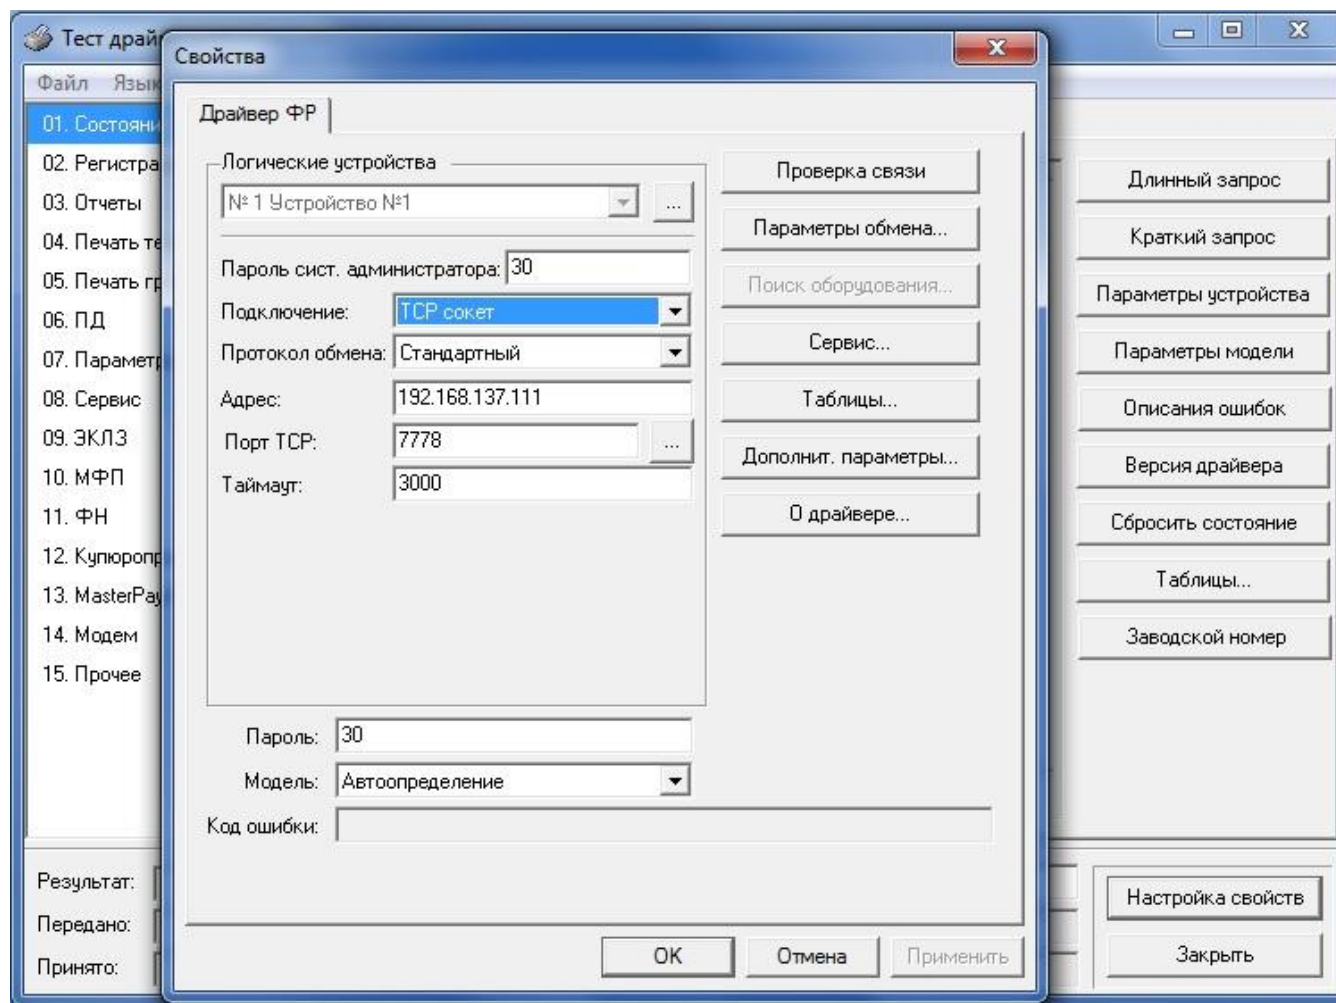 Тест драй
Свойства
Файл Язык
Драйвер ФР
01. Состояни
02. Регистра
03. Отчеты
04. Печать те
05. Печать гр
06. ПД
07. Параметр
08. Сервис
09. ЭКЛЗ
10. МФП
11. ФН
12. Купюропр
13. MasterPay
14. Модем
15. Прочее
Логические устройства
№ 1 Устройство №1
...
Пароль сист. администратора: 30
Подключение: TCP сокет
Протокол обмена: Стандартный
Адрес: 192.168.137.111
Порт TCP: 7778 ...
Таймаут: 3000
Пароль: 30
Модель: Автоопределение
Код ошибки:
Проверка связи
Параметры обмена...
Поиск оборудования...
Сервис...
Таблицы...
Дополнит. параметры...
О драйвере...
Длинный запрос
Краткий запрос
Параметры устройства
Параметры модели
Описания ошибок
Версия драйвера
Сбросить состояние
Таблицы...
Заводской номер
Результат:
Передано:
Принято:
OK
Отмена
Применить
Настройка свойств
Закрыть